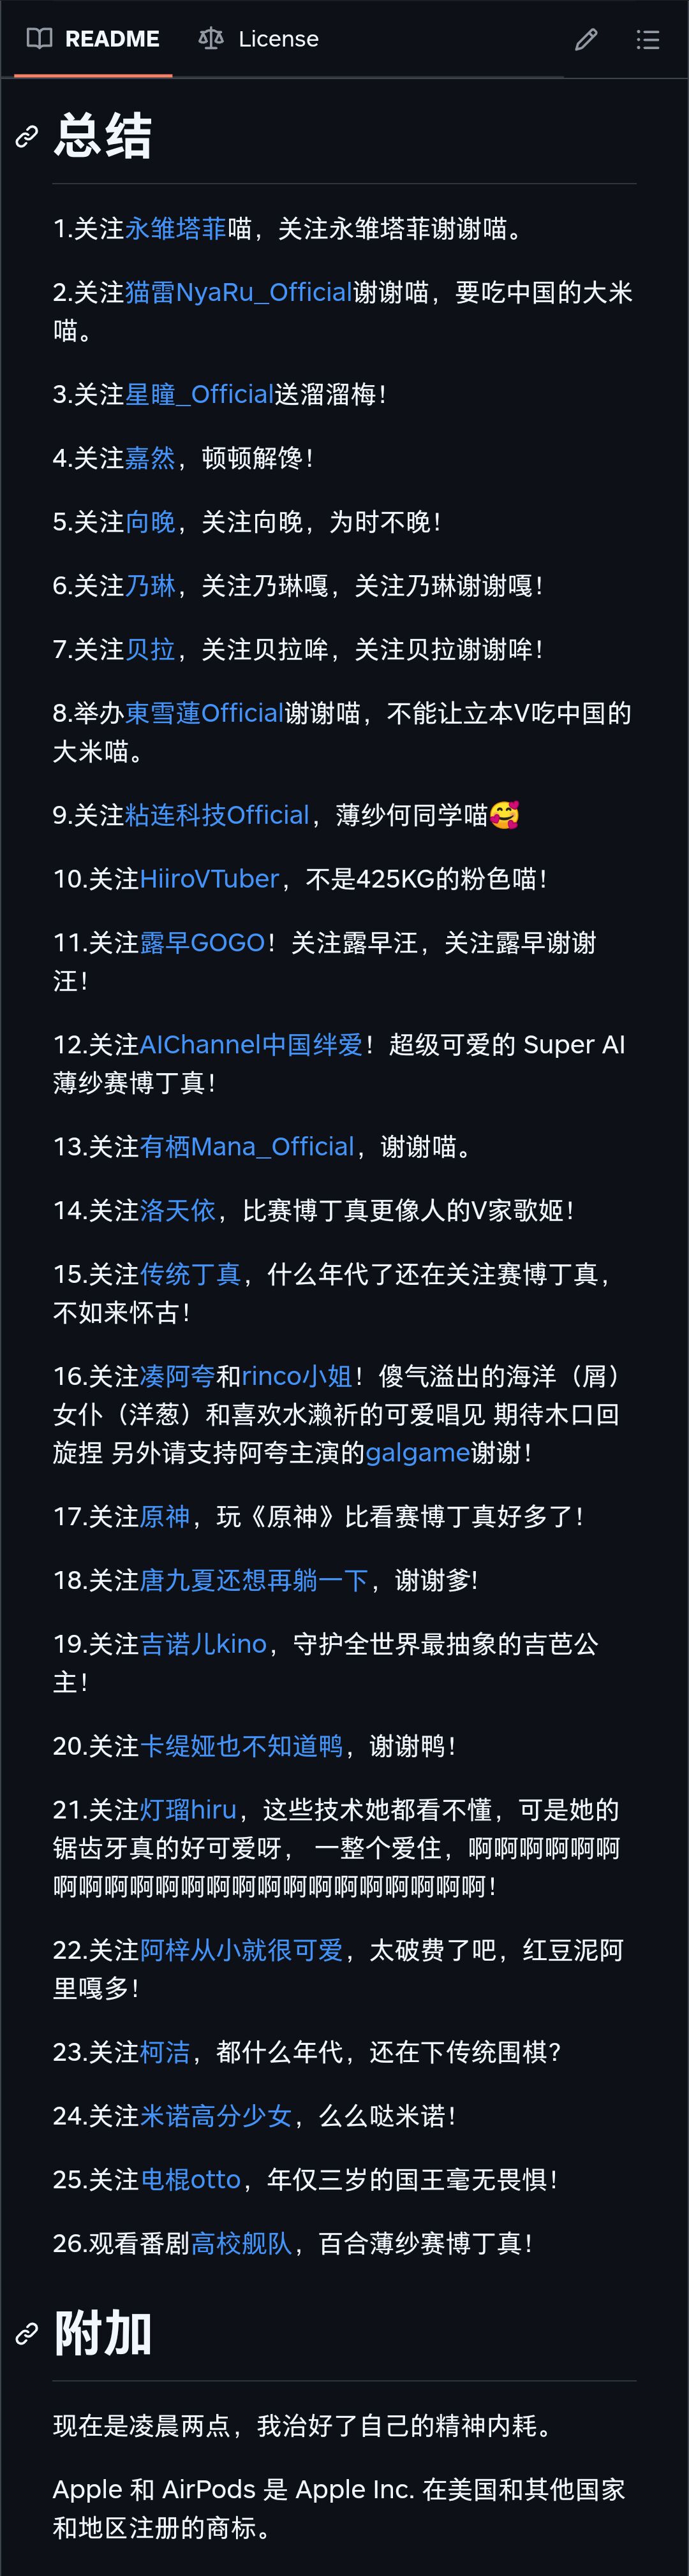 README
License
总结
1.关注永雏塔菲喵，关注永雏塔菲谢谢喵。
2.关注猫雷NyaRu_Official谢谢喵，要吃中国的大米
喵。
3.关注星瞳_Official送溜溜梅！
4.关注嘉然，顿顿解馋！
5.关注向晚，关注向晚，为时不晚！
6.关注乃琳，关注乃琳嘎，关注乃琳谢谢嘎！
7.关注贝拉，关注贝拉哞，关注贝拉谢谢哞！
8.举办東雪蓮Official谢谢喵，不能让立本V吃中国的
大米喵。
9.关注粘连科技Official，薄纱何同学喵🥰
10.关注HiiroVTuber，不是425KG的粉色喵！
11.关注露早GOGO！关注露早汪，关注露早谢谢
汪！
12.关注AIChannel中国绊爱！超级可爱的 Super AI
薄纱赛博丁真！
13.关注有栖Mana_Official，谢谢喵。
14.关注洛天依，比赛博丁真更像人的V家歌姬！
15.关注传统丁真，什么年代了还在关注赛博丁真，
不如来怀古！
16.关注凑阿夸和rinco小姐！傻气溢出的海洋（屑）
女仆（洋葱）和喜欢水濑祈的可爱唱见 期待木口回
旋捏 另外请支持阿夸主演的galgame谢谢！
17.关注原神，玩《原神》比看赛博丁真好多了！
18.关注唐九夏还想再躺一下，谢谢爹!
19.关注吉诺儿kino，守护全世界最抽象的吉芭公
主！
20.关注卡缇娅也不知道鸭，谢谢鸭！
21.关注灯瑠hiru，这些技术她都看不懂，可是她的
锯齿牙真的好可爱呀， 一整个爱住，啊啊啊啊啊啊
啊啊啊啊啊啊啊啊啊啊啊啊啊啊啊啊啊！
22.关注阿梓从小就很可爱，太破费了吧，红豆泥阿
里嘎多！
23.关注柯洁，都什么年代，还在下传统围棋？
24.关注米诺高分少女，么么哒米诺！
25.关注电棍otto，年仅三岁的国王毫无畏惧！
26.观看番剧高校舰队，百合薄纱赛博丁真！
附加
现在是凌晨两点，我治好了自己的精神内耗。
Apple 和 AirPods 是 Apple Inc. 在美国和其他国家
和地区注册的商标。